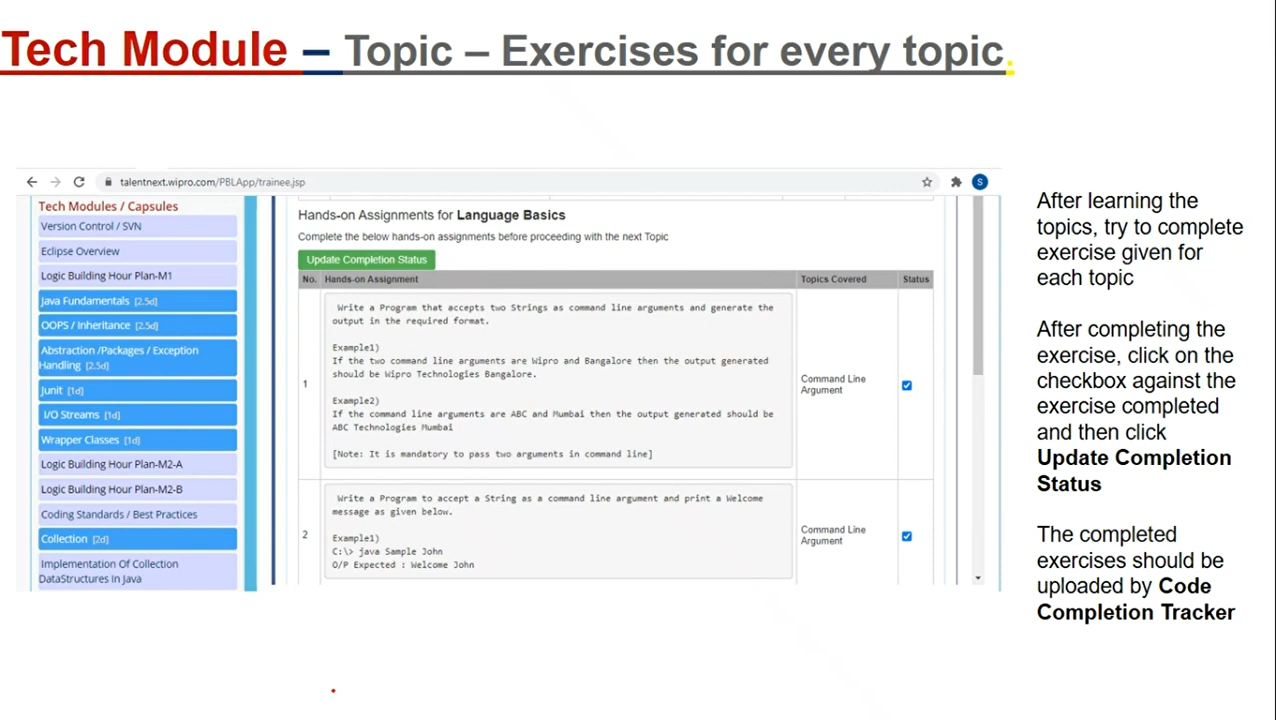 Tech Module – Topic – Exercises for every topic.
talentnext.wipro.com/PBLApp/trainee.jsp
S
Tech Modules / Capsules
Version Control / SVN
Eclipse Overview
Logic Building Hour Plan-M1
Java Fundamentals [2.5d]
OOPS / Inheritance [2.5d]
Abstraction /Packages / Exception
Handling [2.5d]
Junit [1d]
I/O Streams [1d]
Wrapper Classes [1d]
Logic Building Hour Plan-M2-A
Logic Building Hour Plan-M2-B
Coding Standards / Best Practices
Collection [2d]
Implementation Of Collection
DataStructures In Java
Hands-on Assignments for Language Basics
Complete the below hands-on assignments before proceeding with the next Topic
Update Completion Status
No. Hands-on Assignment Topics Covered Status
Write a Program that accepts two Strings as command line arguments and generate the
output in the required format.
Example1)
If the two command line arguments are Wipro and Bangalore then the output generated
should be Wipro Technologies Bangalore.
1
Command Line
Argument
Example2)
If the command line arguments are ABC and Mumbai then the output generated should be
ABC Technologies Mumbai
[Note: It is mandatory to pass two arguments in command line]
Write a Program to accept a String as a command line argument and print a Welcome
message as given below.
2
Command Line
Argument
Example1)
C:\> java Sample John
O/P Expected : Welcome John
After learning the
topics, try to complete
exercise given for
each topic
After completing the
exercise, click on the
checkbox against the
exercise completed
and then click
Update Completion
Status
The completed
exercises should be
uploaded by Code
Completion Tracker